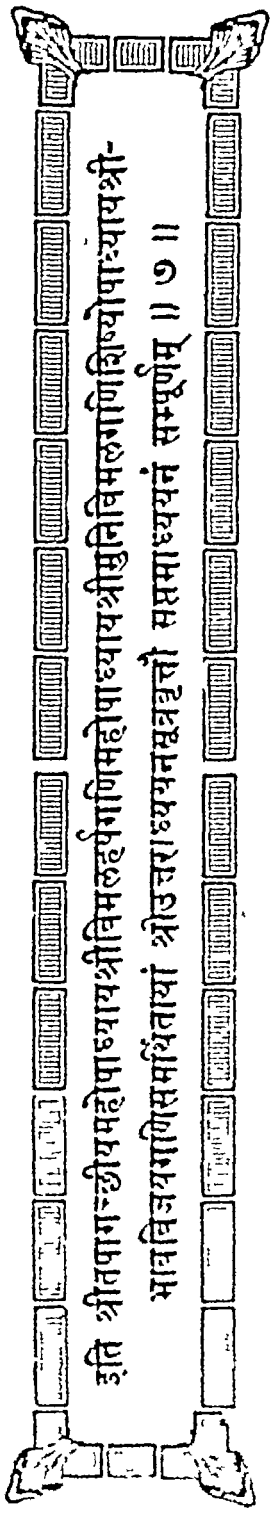 इति श्रीतपागच्छीयमहोपाध्यायश्रीविमलहर्षगणिमहोपाध्यायश्रीमुनिविमलगणिशिष्योपाध्यायश्री-
भावविजयगणिसमर्थितायां श्रीउत्तराध्ययनसूत्रवृत्तौ सप्तमाध्ययनं सम्पूर्णम् ॥ ७ ॥